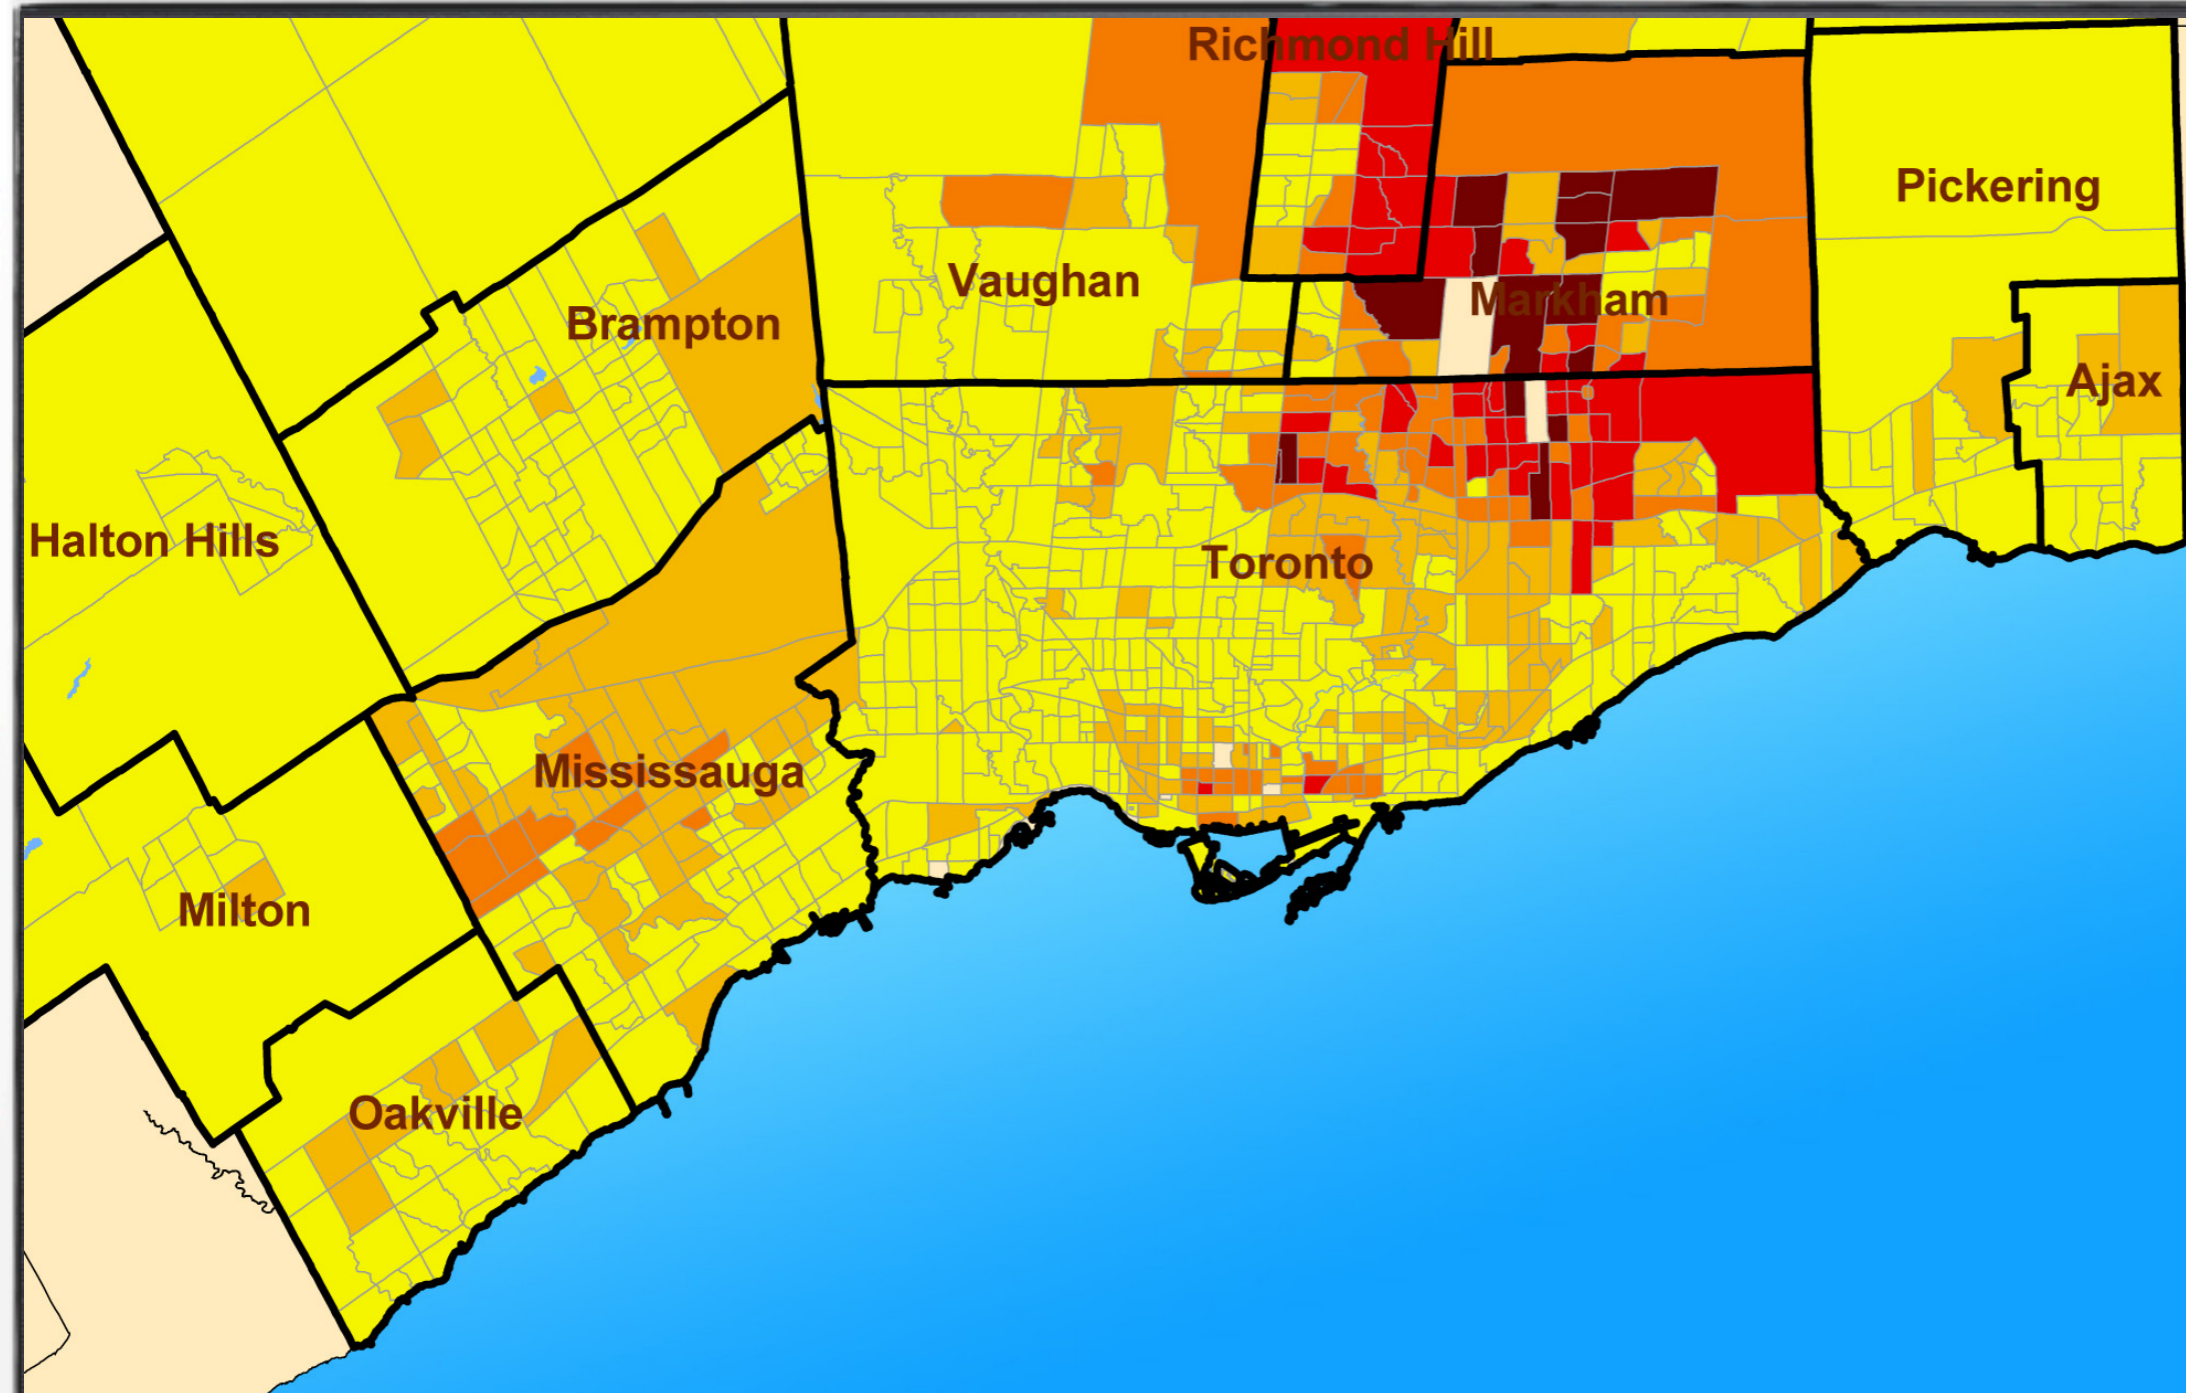 Richmond Hill
Pickering
Vaughan
Markham
Brampton
Ajax
Halton Hills
Toronto
Mississauga
Milton
Oakville